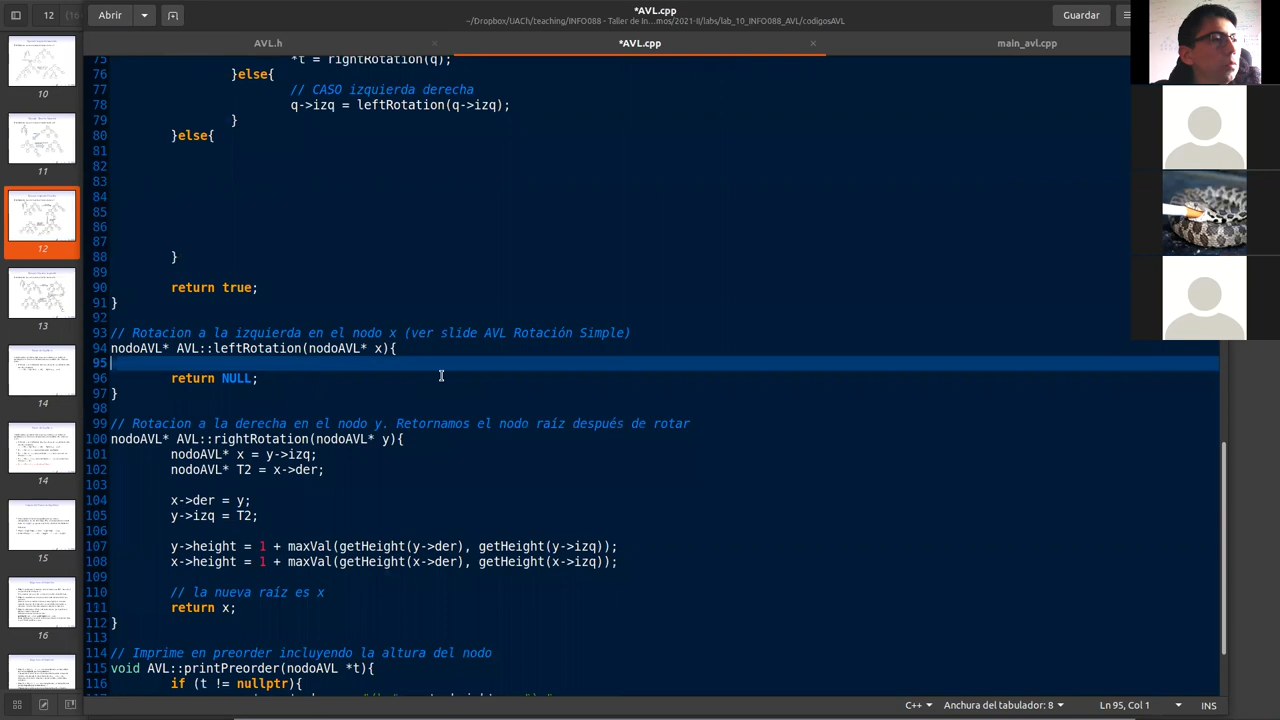 12
Abrir
*AVL.cpp
~/Dropbox/UACh/teaching/INFO088 - Taller de In...mos/2021-II/labs/lab_10_INFO088_AVL/codigosAVL
Guardar
AVL.h
*AVL.cpp
main_avl.cpp
10
11
12
13
14
14
15
16
75 *t = rightRotation(q);
76 }else{
77 // CASO izquierda derecha
78 q->izq = leftRotation(q->izq);
79 }
80 }else{
81
82
83
84
85
86
87
88 }
89
90 return true;
91 }
92
93 // Rotacion a la izquierda en el nodo x (ver slide AVL Rotación Simple)
94 nodoAVL* AVL::leftRotation(nodoAVL* x){
95
96 return NULL;
97 }
98
99 // Rotacion a la derecha en el nodo y. Retornamos el nodo raíz después de rotar
100 nodoAVL* AVL::rightRotation(nodoAVL* y){
101 nodoAVL* x = y->izq;
102 nodoAVL* T2 = x->der;
103
104 x->der = y;
105 y->izq = T2;
106
107 y->height = 1 + maxVal(getHeight(y->der), getHeight(y->izq));
108 x->height = 1 + maxVal(getHeight(x->der), getHeight(x->izq));
109
110 //la nueva raíz es x
111 return x;
112 }
113
114 // Imprime en preorder incluyendo la altura del nodo
115 void AVL::printPreorder(nodoAVL *t){
116 if (t != nullptr){
C++
Anchura del tabulador: 8
Ln 95, Col 1
INS